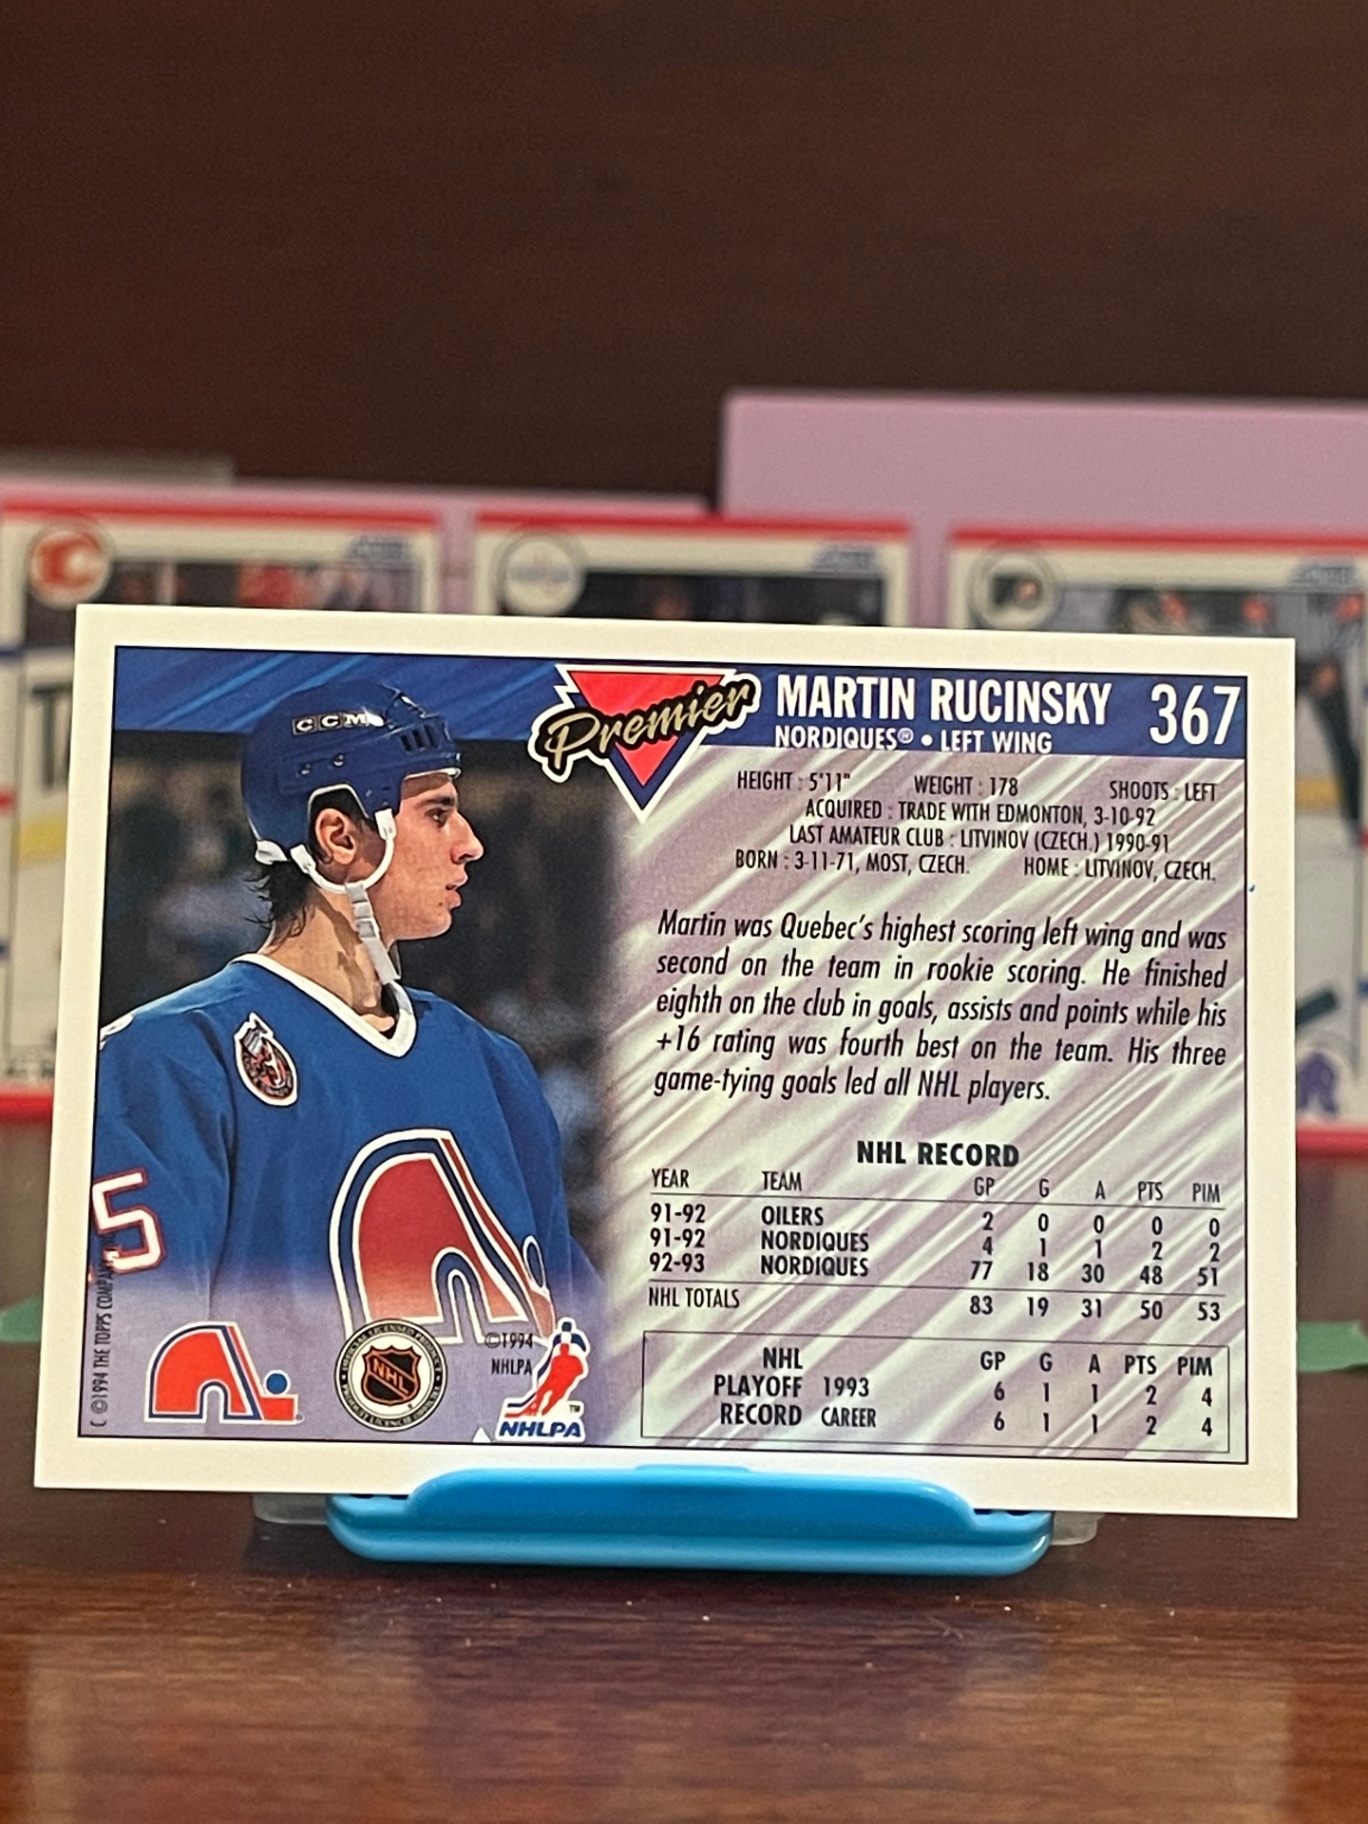 CCM
Premier
MARTIN RUCINSKY 367
NORDIQUES® • LEFT WING
HEIGHT : 5'11" WEIGHT : 178 SHOOTS : LEFT
ACQUIRED : TRADE WITH EDMONTON, 3-10-92
LAST AMATEUR CLUB : LITVINOV (CZECH.) 1990-91
BORN : 3-11-71, MOST, CZECH. HOME : LITVINOV, CZECH.
Martin was Quebec's highest scoring left wing and was
second on the team in rookie scoring. He finished
eighth on the club in goals, assists and points while his
+16 rating was fourth best on the team. His three
game-tying goals led all NHL players.
NHL RECORD
YEAR TEAM GP G A PTS PIM
91-92 OILERS 2 0 0 0 0
91-92 NORDIQUES 4 1 1 2 2
92-93 NORDIQUES 77 18 30 48 51
NHL TOTALS 83 19 31 50 53
NHL GP G A PTS PIM
PLAYOFF 1993 6 1 1 2 4
RECORD CAREER 6 1 1 2 4
5
C ©1994 THE TOPPS COMPANY
NHL
©1994
NHLPA
NHLPA™